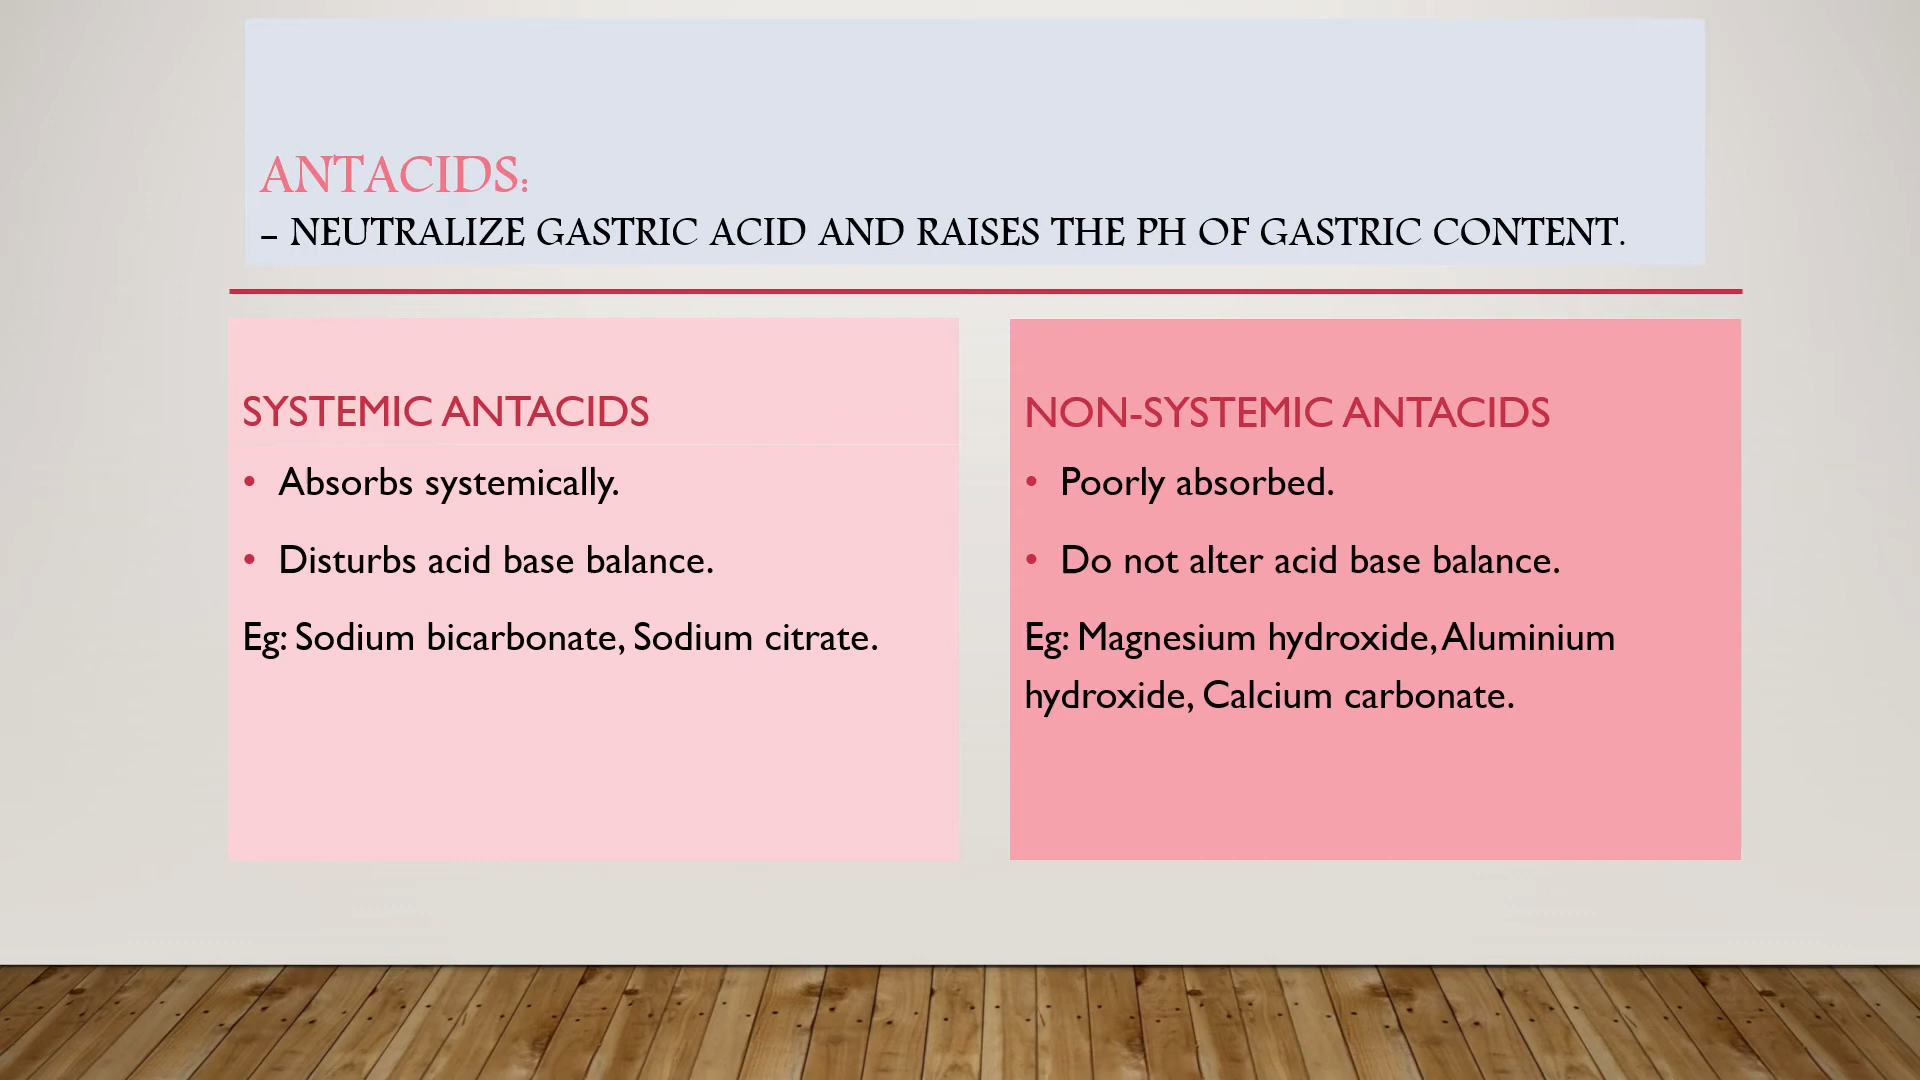 ANTACIDS:
– NEUTRALIZE GASTRIC ACID AND RAISES THE PH OF GASTRIC CONTENT.
SYSTEMIC ANTACIDS
• Absorbs systemically.
• Disturbs acid base balance.
Eg: Sodium bicarbonate, Sodium citrate.
NON-SYSTEMIC ANTACIDS
• Poorly absorbed.
• Do not alter acid base balance.
Eg: Magnesium hydroxide, Aluminium
hydroxide, Calcium carbonate.